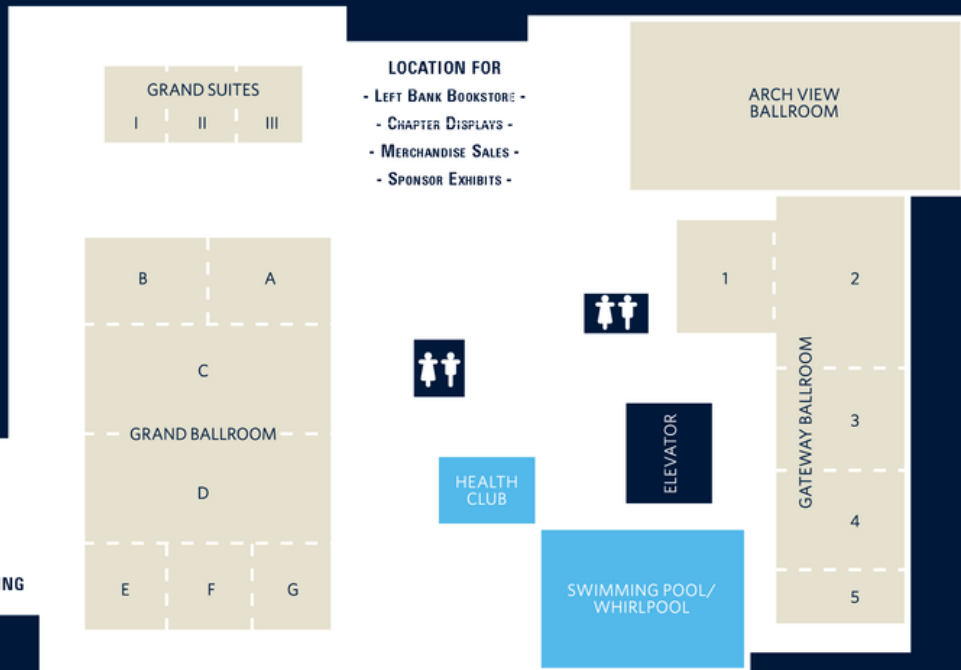 LOCATION FOR
- LEFT BANK BOOKSTORE -
- CHAPTER DISPLAYS -
- MERCHANDISE SALES -
- SPONSOR EXHIBITS -
GRAND SUITES
I II III
ARCH VIEW
BALLROOM
B A
C
GRAND BALLROOM
D
E F G
HEALTH
CLUB
ELEVATOR
SWIMMING POOL/
WHIRLPOOL
1 2
3
GATEWAY BALLROOM
4
5